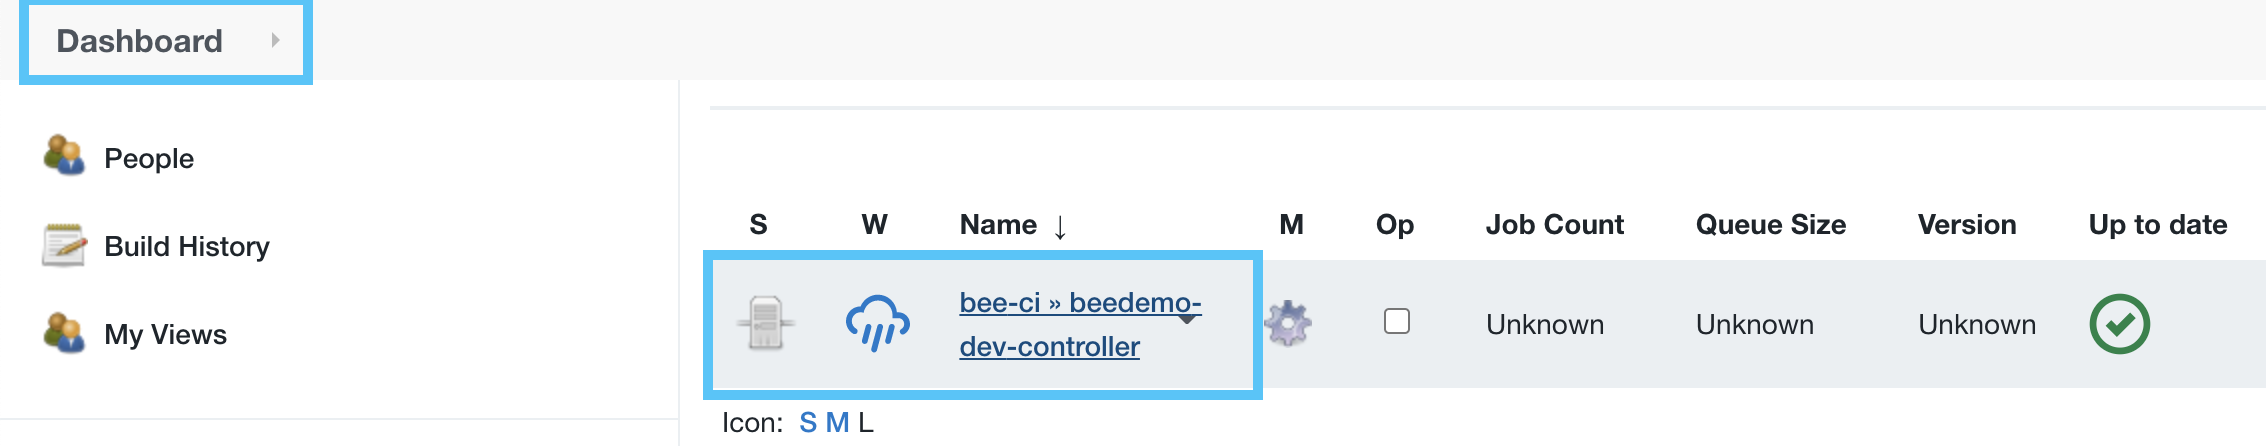 Dashboard
People
Build History
My Views
S W Name ↓ M Op Job Count Queue Size Version Up to date
bee-ci » beedemo-
dev-controller
Unknown Unknown Unknown
Icon: S M L